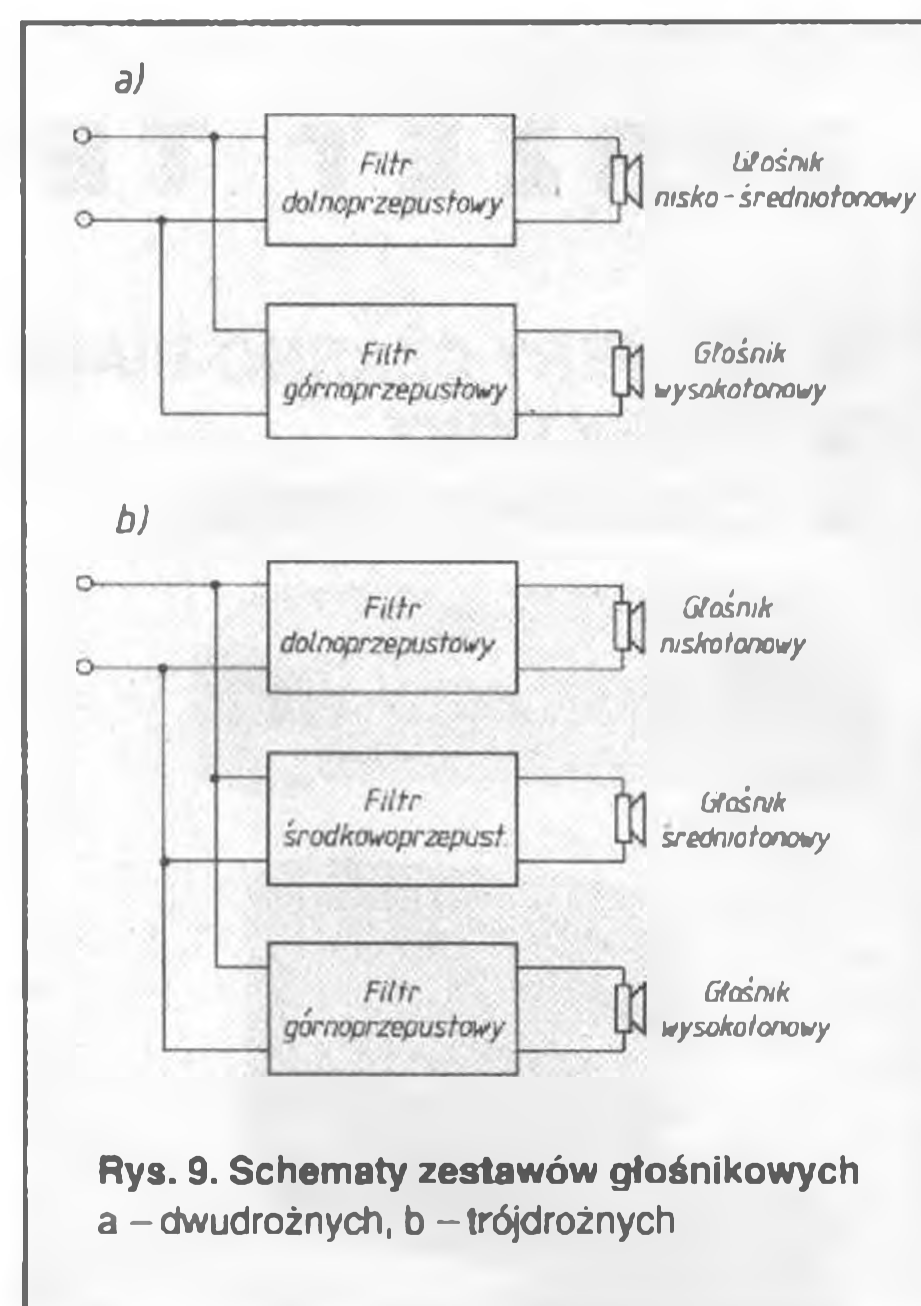 a)
Filtr
dolnoprzepustowy
Głośnik
nisko-średniotonowy
Filtr
górnoprzepustowy
Głośnik
wysokotonowy
b)
Filtr
dolnoprzepustowy
Głośnik
niskotonowy
Filtr
środkowoprzepust.
Głośnik
średniotonowy
Filtr
górnoprzepustowy
Głośnik
wysokotonowy
Rys. 9. Schematy zestawów głośnikowych
a – dwudrożnych, b – trójdrożnych